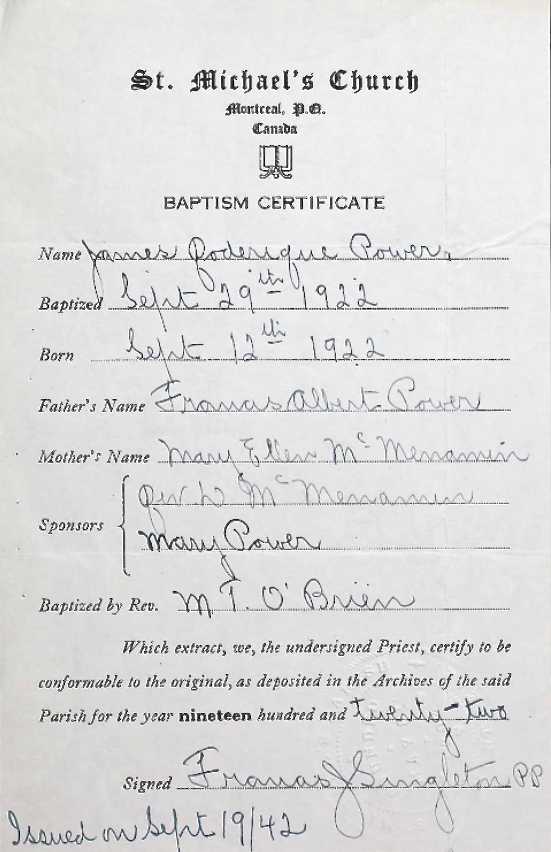 St. Michael's Church
Montreal, P.Q.
Canada
BAPTISM CERTIFICATE
Name James Roderique Power
Baptized Sept 29th 1922
Born Sept 12th 1922
Father's Name Francis Albert Power
Mother's Name Mary Ellen McMenamin
Sponsors McMenamin
Mary Power
Baptized by Rev. M. T. O'Brien
Which extract, we, the undersigned Priest, certify to be
conformable to the original, as deposited in the Archives of the said
Parish for the year nineteen hundred and twenty-two
Signed Francis J Singleton PP
Issued on Sept 19/42